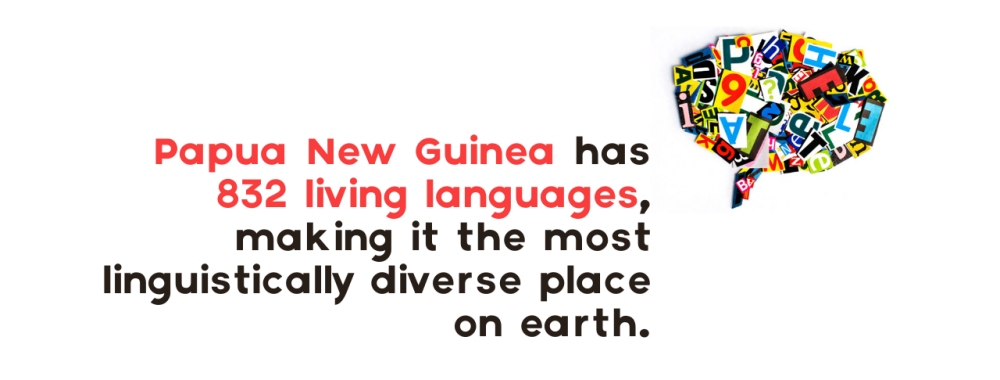 Papua New Guinea has
832 living languages,
making it the most
linguistically diverse place
on earth.